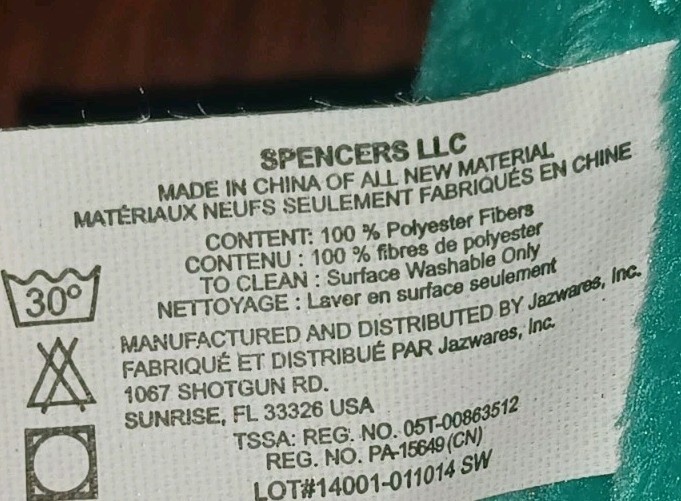 SPENCERS LLC
MADE IN CHINA OF ALL NEW MATERIAL
MATÉRIAUX NEUFS SEULEMENT FABRIQUÉS EN CHINE
CONTENT: 100 % Polyester Fibers
CONTENU : 100 % fibres de polyester
TO CLEAN : Surface Washable Only
NETTOYAGE : Laver en surface seulement
30°
MANUFACTURED AND DISTRIBUTED BY Jazwares, Inc.
FABRIQUÉ ET DISTRIBUÉ PAR Jazwares, Inc.
1067 SHOTGUN RD.
SUNRISE, FL 33326 USA
TSSA: REG. NO. 05T-00863512
REG. NO. PA-15649 (CN)
LOT#14001-011014 SW